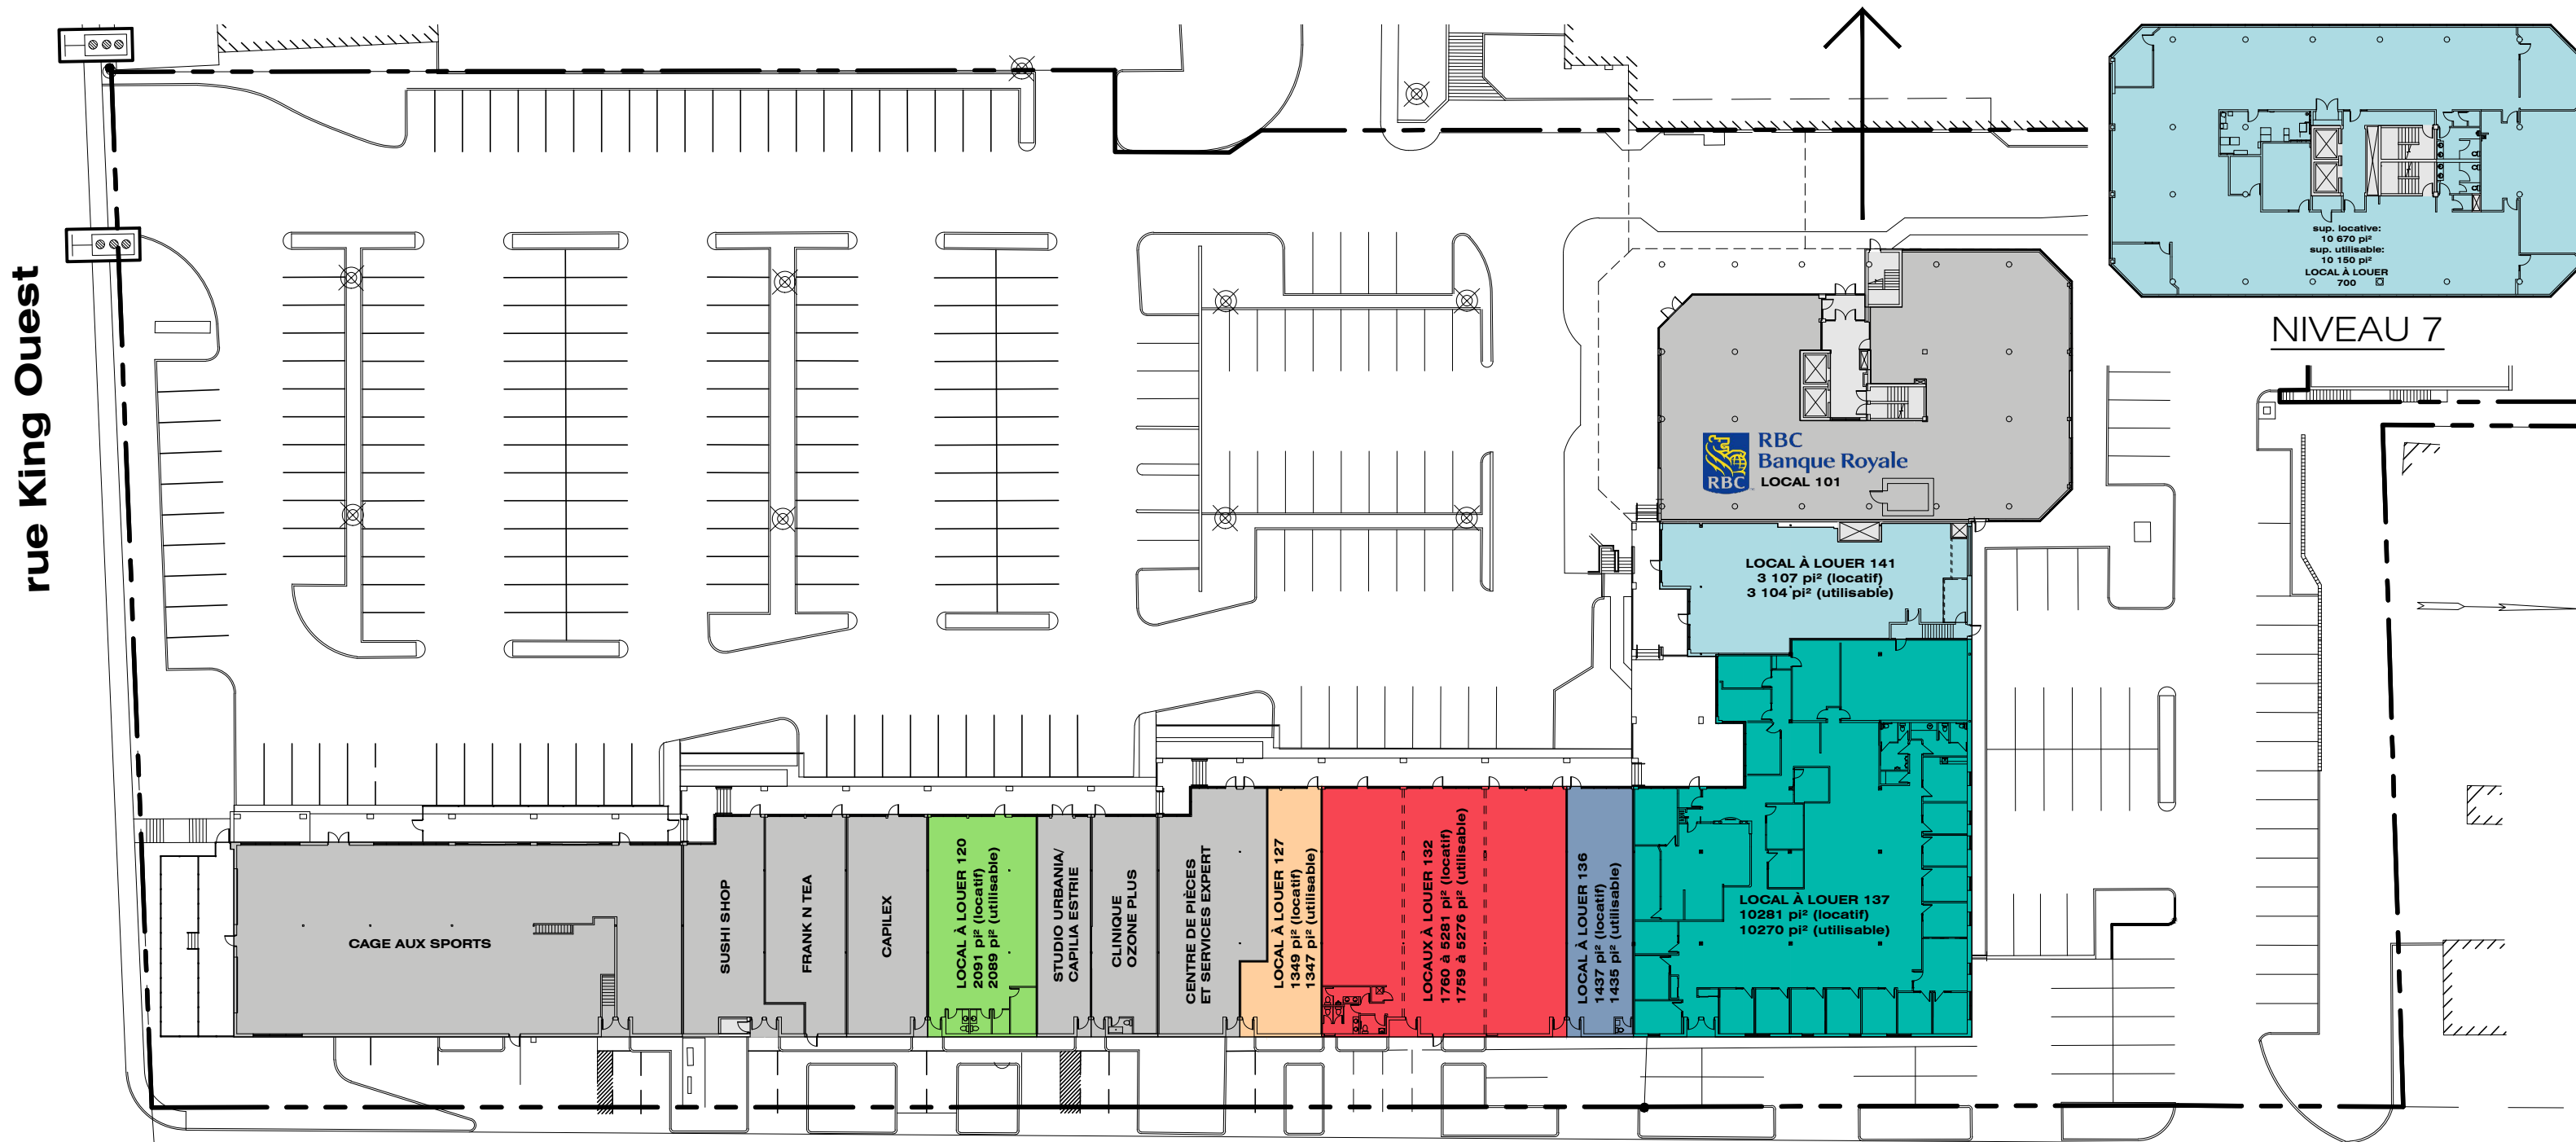 rue King Ouest
sup. locative:
10 670 pi²
sup. utilisable:
10 150 pi²
LOCAL À LOUER
700
NIVEAU 7
RBC
Banque Royale
RBC
LOCAL 101
LOCAL À LOUER 141
3 107 pi² (locatif)
3 104 pi² (utilisable)
CAGE AUX SPORTS
SUSHI SHOP
FRANK N TEA
CAPILEX
LOCAL À LOUER 120
2091 pi² (locatif)
2089 pi² (utilisable)
STUDIO URBANIA/
CAPILIA ESTRIE
CLINIQUE
OZONE PLUS
CENTRE DE PIÈCES
ET SERVICES EXPERT
LOCAL À LOUER 127
1349 pi² (locatif)
1347 pi² (utilisable)
LOCAUX À LOUER 132
1760 à 5281 pi² (locatif)
1759 à 5276 pi² (utilisable)
LOCAL À LOUER 136
1437 pi² (locatif)
1435 pi² (utilisable)
LOCAL À LOUER 137
10281 pi² (locatif)
10270 pi² (utilisable)